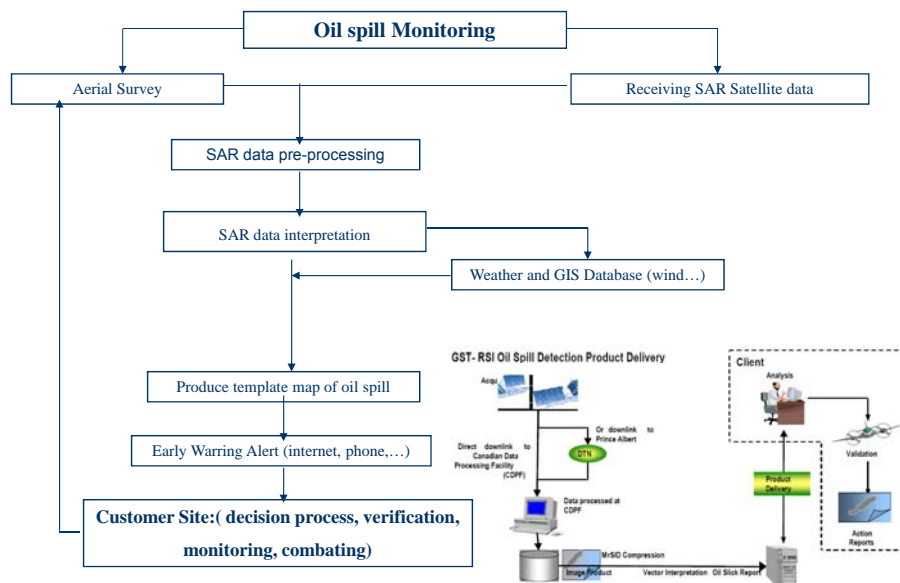 Oil spill Monitoring
Aerial Survey
Receiving SAR Satellite data
SAR data pre-processing
SAR data interpretation
Weather and GIS Database (wind…)
Produce template map of oil spill
Early Warring Alert (internet, phone,…)
Customer Site:( decision process, verification,
monitoring, combating)
GST- RSI Oil Spill Detection Product Delivery
Acqu
Direct downlink to
Canadian Data
Processing Facility
(CDPF)
Or downlink to
Prince Albert
DTN
Data processed at
CDPF
MrSID Compression
Image Product
Vector Interpretation Oil Slick Report
Product
Delivery
Client
Analysis
Validation
Action
Reports